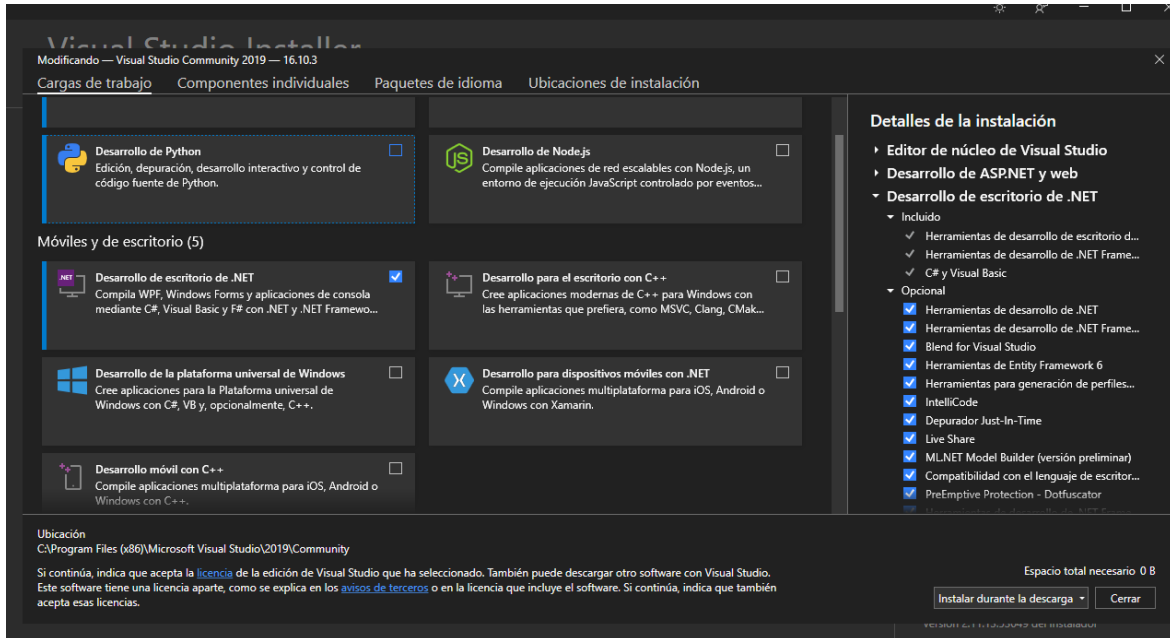 Visual Studio Installer
Modificando — Visual Studio Community 2019 — 16.10.3
Cargas de trabajo
Componentes individuales
Paquetes de idioma
Ubicaciones de instalación
Desarrollo de Python
Edición, depuración, desarrollo interactivo y control de
código fuente de Python.
Desarrollo de Node.js
Compile aplicaciones de red escalables con Node.js, un
entorno de ejecución JavaScript controlado por eventos...
Móviles y de escritorio (5)
.NET
Desarrollo de escritorio de .NET
Compila WPF, Windows Forms y aplicaciones de consola
mediante C#, Visual Basic y F# con .NET y .NET Framewo...
Desarrollo para el escritorio con C++
Cree aplicaciones modernas de C++ para Windows con
las herramientas que prefiera, como MSVC, Clang, CMak...
Desarrollo de la plataforma universal de Windows
Cree aplicaciones para la Plataforma universal de
Windows con C#, VB y, opcionalmente, C++.
Desarrollo para dispositivos móviles con .NET
Compile aplicaciones multiplataforma para iOS, Android o
Windows con Xamarin.
Desarrollo móvil con C++
Compile aplicaciones multiplataforma para iOS, Android o
Windows con C++.
Detalles de la instalación
Editor de núcleo de Visual Studio
Desarrollo de ASP.NET y web
Desarrollo de escritorio de .NET
Incluido
Herramientas de desarrollo de escritorio d...
Herramientas de desarrollo de .NET Frame...
C# y Visual Basic
Opcional
Herramientas de desarrollo de .NET
Herramientas de desarrollo de .NET Frame...
Blend for Visual Studio
Herramientas de Entity Framework 6
Herramientas para generación de perfiles...
IntelliCode
Depurador Just-In-Time
Live Share
ML.NET Model Builder (versión preliminar)
Compatibilidad con el lenguaje de escritor...
PreEmptive Protection - Dotfuscator
Herramientas de desarrollo de .NET Frame...
Ubicación
C:\Program Files (x86)\Microsoft Visual Studio\2019\Community
Si continúa, indica que acepta la licencia de la edición de Visual Studio que ha seleccionado. También puede descargar otro software con Visual Studio.
Este software tiene una licencia aparte, como se explica en los avisos de terceros o en la licencia que incluye el software. Si continúa, indica que también
acepta esas licencias.
Espacio total necesario 0 B
Instalar durante la descarga
Cerrar
del instalador